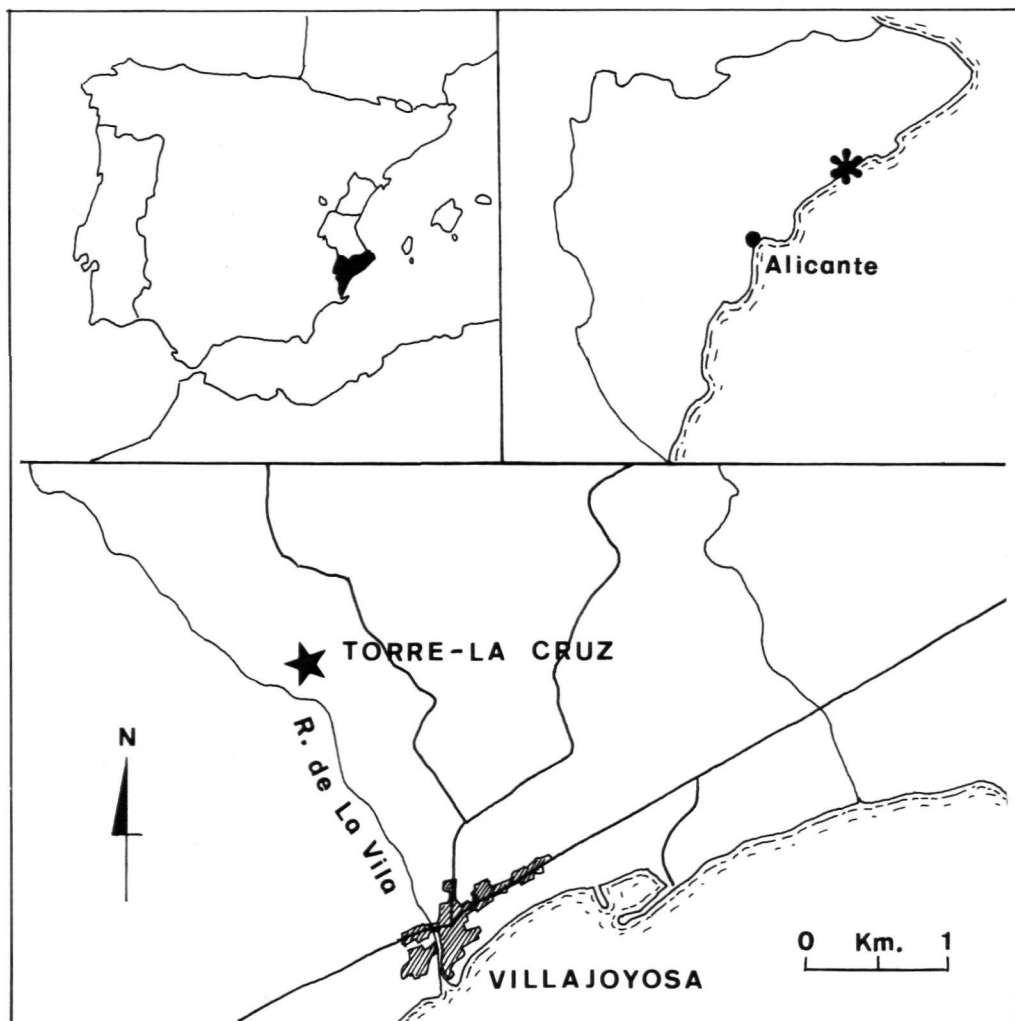 Alicante
TORRE-LA CRUZ
R. de La Vila
N
0 Km. 1
VILLAJOYOSA